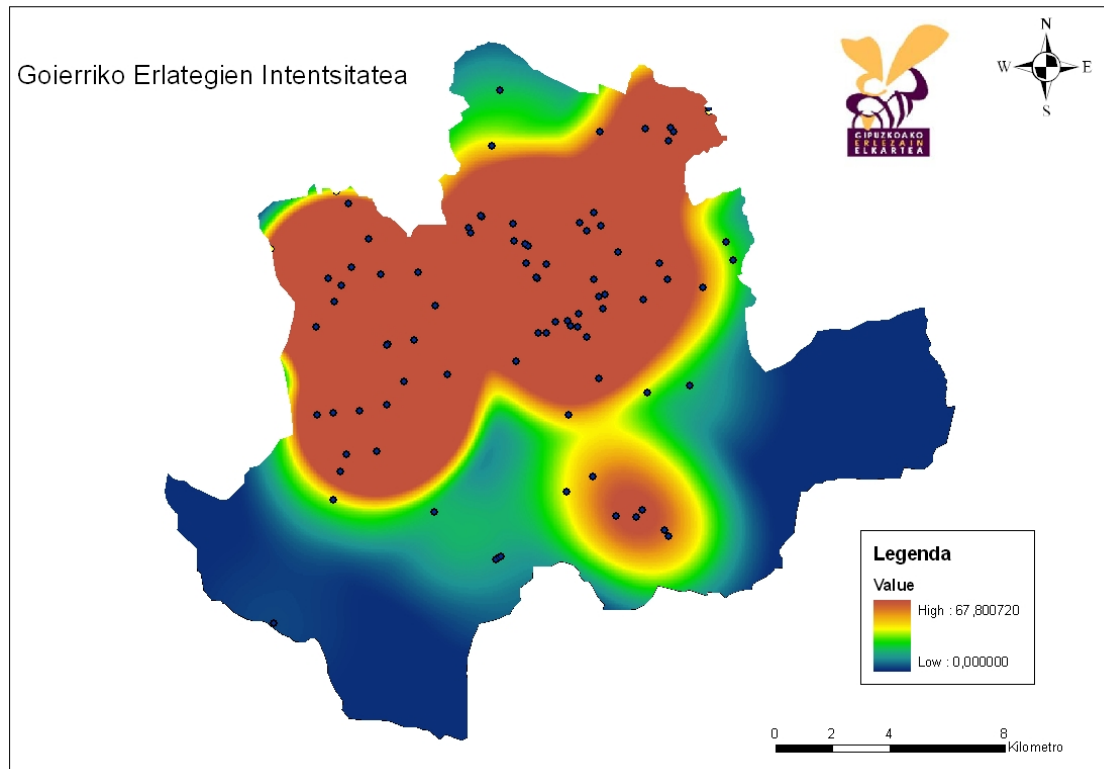 Goierriko Erlategien Intentsitatea
GIPUZKOAKO
ERLEZAIN
ELKARTEA
N
W E
S
Legenda
Value
High : 67,800720
Low : 0,000000
0 2 4 8
Kilometro